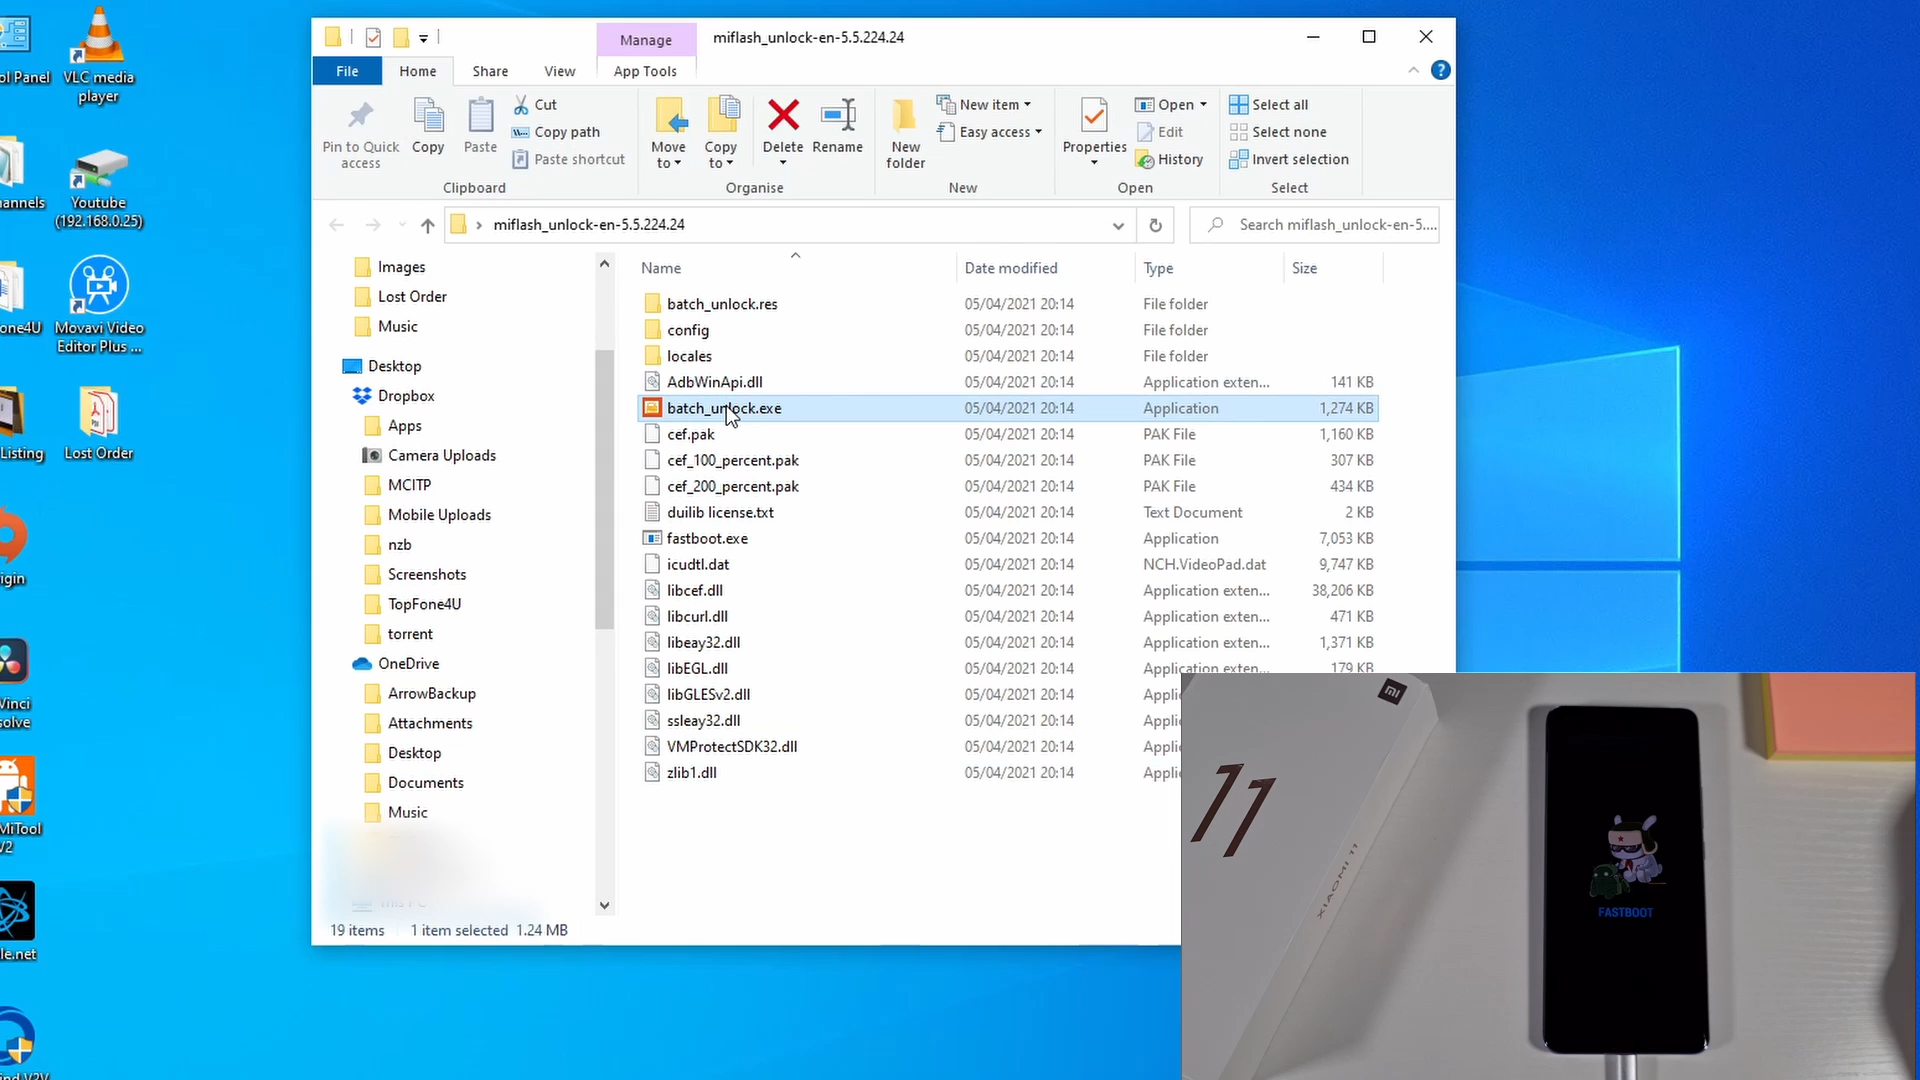 Manage
miflash_unlock-en-5.5.224.24
File
Home
Share
View
App Tools
Pin to Quick
access
Copy
Paste
Cut
Copy path
Paste shortcut
Clipboard
Move
to
Copy
to
Delete
Rename
Organise
New
folder
New item
Easy access
New
Properties
Open
Edit
History
Open
Select all
Select none
Invert selection
Select
miflash_unlock-en-5.5.224.24
Search miflash_unlock-en-5....
Name
Date modified
Type
Size
batch_unlock.res 05/04/2021 20:14 File folder
config 05/04/2021 20:14 File folder
locales 05/04/2021 20:14 File folder
AdbWinApi.dll 05/04/2021 20:14 Application exten... 141 KB
batch_unlock.exe 05/04/2021 20:14 Application 1,274 KB
cef.pak 05/04/2021 20:14 PAK File 1,160 KB
cef_100_percent.pak 05/04/2021 20:14 PAK File 307 KB
cef_200_percent.pak 05/04/2021 20:14 PAK File 434 KB
duilib license.txt 05/04/2021 20:14 Text Document 2 KB
fastboot.exe 05/04/2021 20:14 Application 7,053 KB
icudtl.dat 05/04/2021 20:14 NCH.VideoPad.dat 9,747 KB
libcef.dll 05/04/2021 20:14 Application exten... 38,206 KB
libcurl.dll 05/04/2021 20:14 Application exten... 471 KB
libeay32.dll 05/04/2021 20:14 Application exten... 1,371 KB
libEGL.dll 05/04/2021 20:14 Application exten... 179 KB
libGLESv2.dll 05/04/2021 20:14 Applic
ssleay32.dll 05/04/2021 20:14 Applic
VMProtectSDK32.dll 05/04/2021 20:14 Applic
zlib1.dll 05/04/2021 20:14 Applic
Images
Lost Order
Music
Desktop
Dropbox
Apps
Camera Uploads
MCITP
Mobile Uploads
nzb
Screenshots
TopFone4U
torrent
OneDrive
ArrowBackup
Attachments
Desktop
Documents
Music
This PC
19 items 1 item selected 1.24 MB
ol Panel
VLC media
player
annels
Youtube
(192.168.0.25)
one4U
Movavi Video
Editor Plus ...
Listing
Lost Order
igin
Vinci
solve
MiTool
V2
le.net
mi
11
XIAOMI 11
FASTBOOT